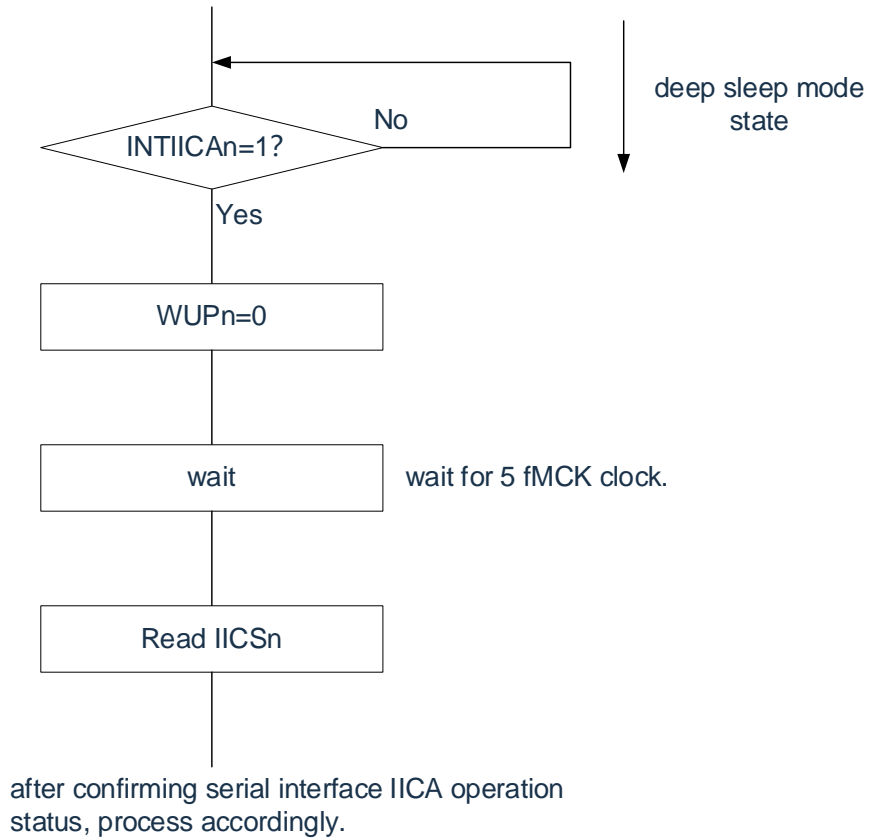 deep sleep mode
state
No
INTIICAn=1?
Yes
WUPn=0
wait
wait for 5 fMCK clock.
Read IICSn
after confirming serial interface IICA operation
status, process accordingly.